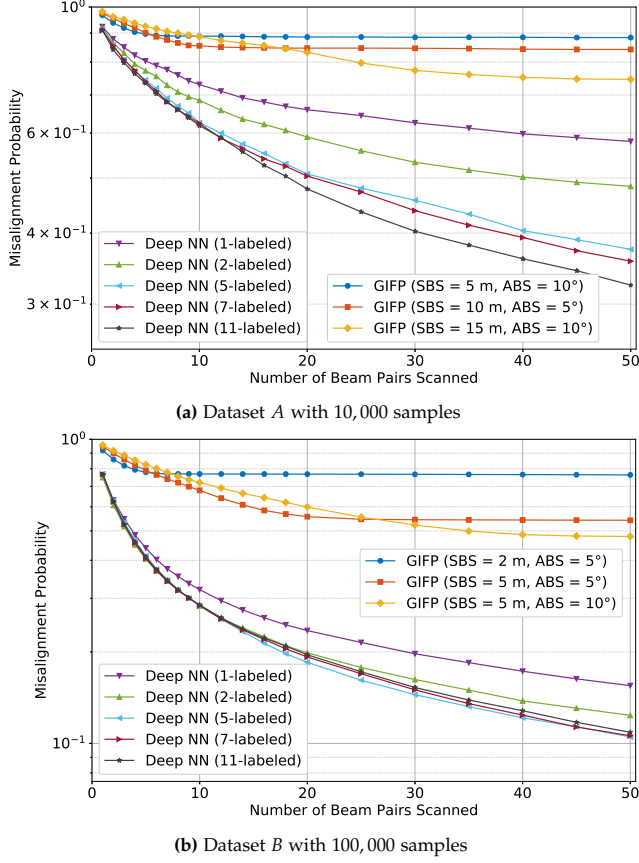 10⁰
6 × 10⁻¹
4 × 10⁻¹
3 × 10⁻¹
Misalignment Probability
Deep NN (1-labeled)
Deep NN (2-labeled)
Deep NN (5-labeled)
Deep NN (7-labeled)
Deep NN (11-labeled)
GIFP (SBS = 5 m, ABS = 10°)
GIFP (SBS = 10 m, ABS = 5°)
GIFP (SBS = 15 m, ABS = 10°)
0 10 20 30 40 50
Number of Beam Pairs Scanned
(a) Dataset A with 10,000 samples
10⁰
10⁻¹
Misalignment Probability
GIFP (SBS = 2 m, ABS = 5°)
GIFP (SBS = 5 m, ABS = 5°)
GIFP (SBS = 5 m, ABS = 10°)
Deep NN (1-labeled)
Deep NN (2-labeled)
Deep NN (5-labeled)
Deep NN (7-labeled)
Deep NN (11-labeled)
0 10 20 30 40 50
Number of Beam Pairs Scanned
(b) Dataset B with 100,000 samples